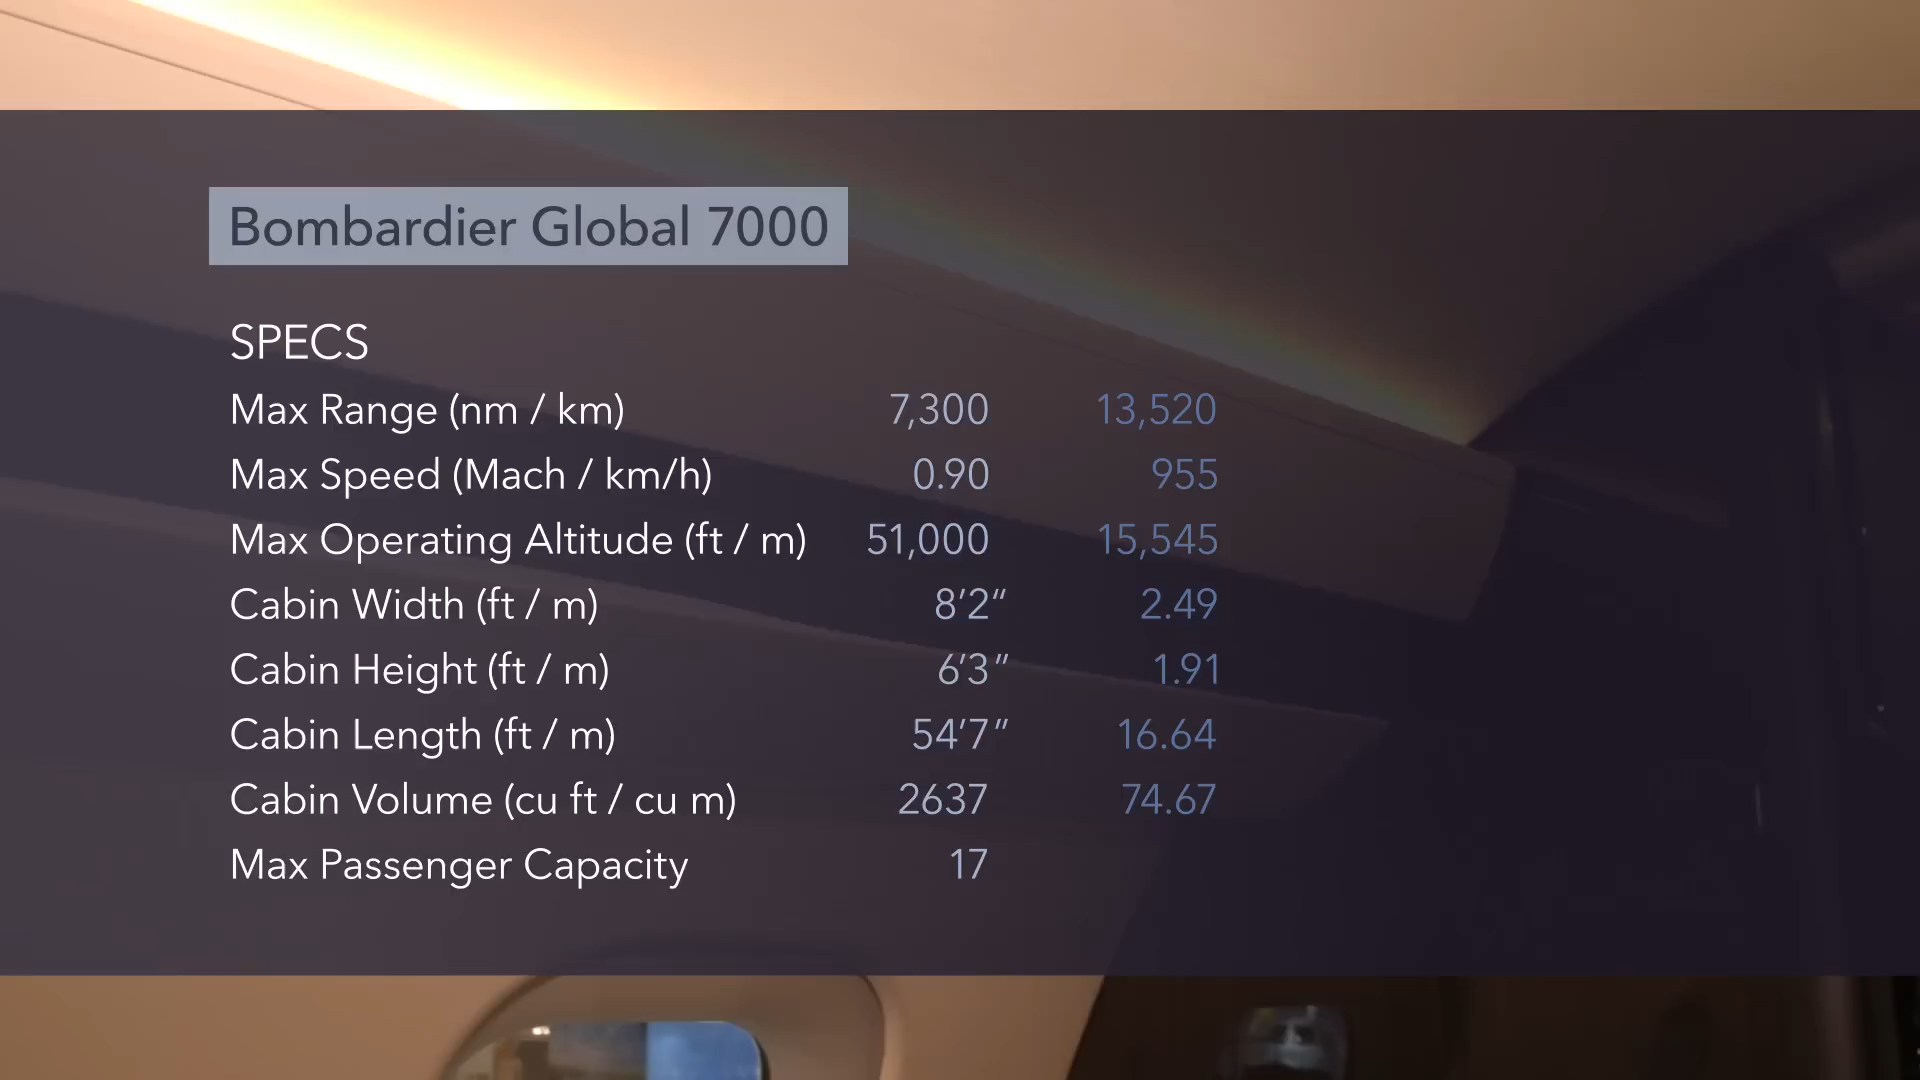 Bombardier Global 7000
SPECS
Max Range (nm / km) 7,300 13,520
Max Speed (Mach / km/h) 0.90 955
Max Operating Altitude (ft / m) 51,000 15,545
Cabin Width (ft / m) 8’2“ 2.49
Cabin Height (ft / m) 6’3” 1.91
Cabin Length (ft / m) 54’7” 16.64
Cabin Volume (cu ft / cu m) 2637 74.67
Max Passenger Capacity 17